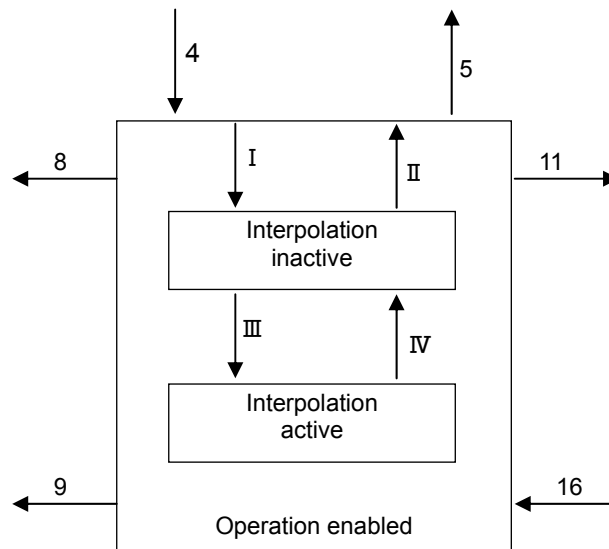 4
5
8
Ⅰ
Ⅱ
11
Interpolation
inactive
Ⅲ
Ⅳ
Interpolation
active
9
16
Operation enabled